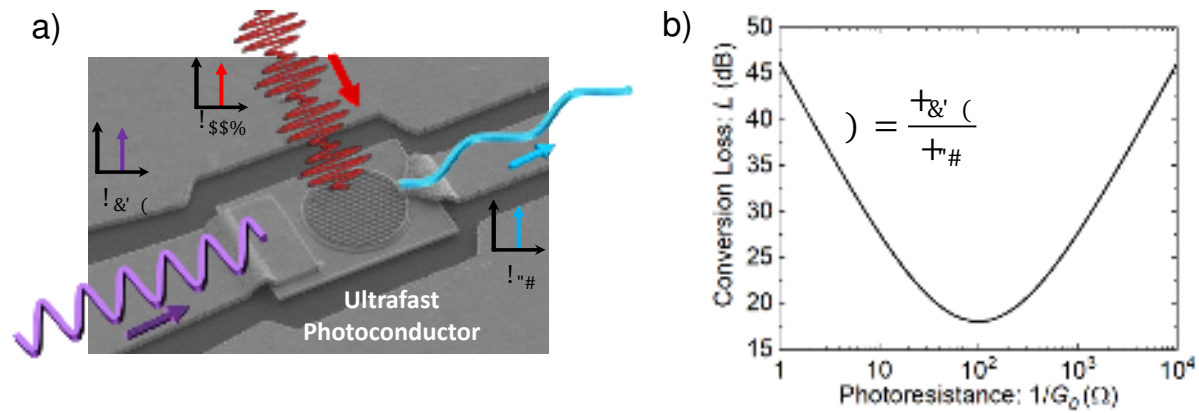 a)
b)
!$$%
!&' (
!"#
Ultrafast
Photoconductor
50
45
40
35
30
25
20
15
Conversion Loss: L (dB)
) = +&' ( / +"#
1
10
10²
10³
10⁴
Photoresistance: 1/G₀ (Ω)